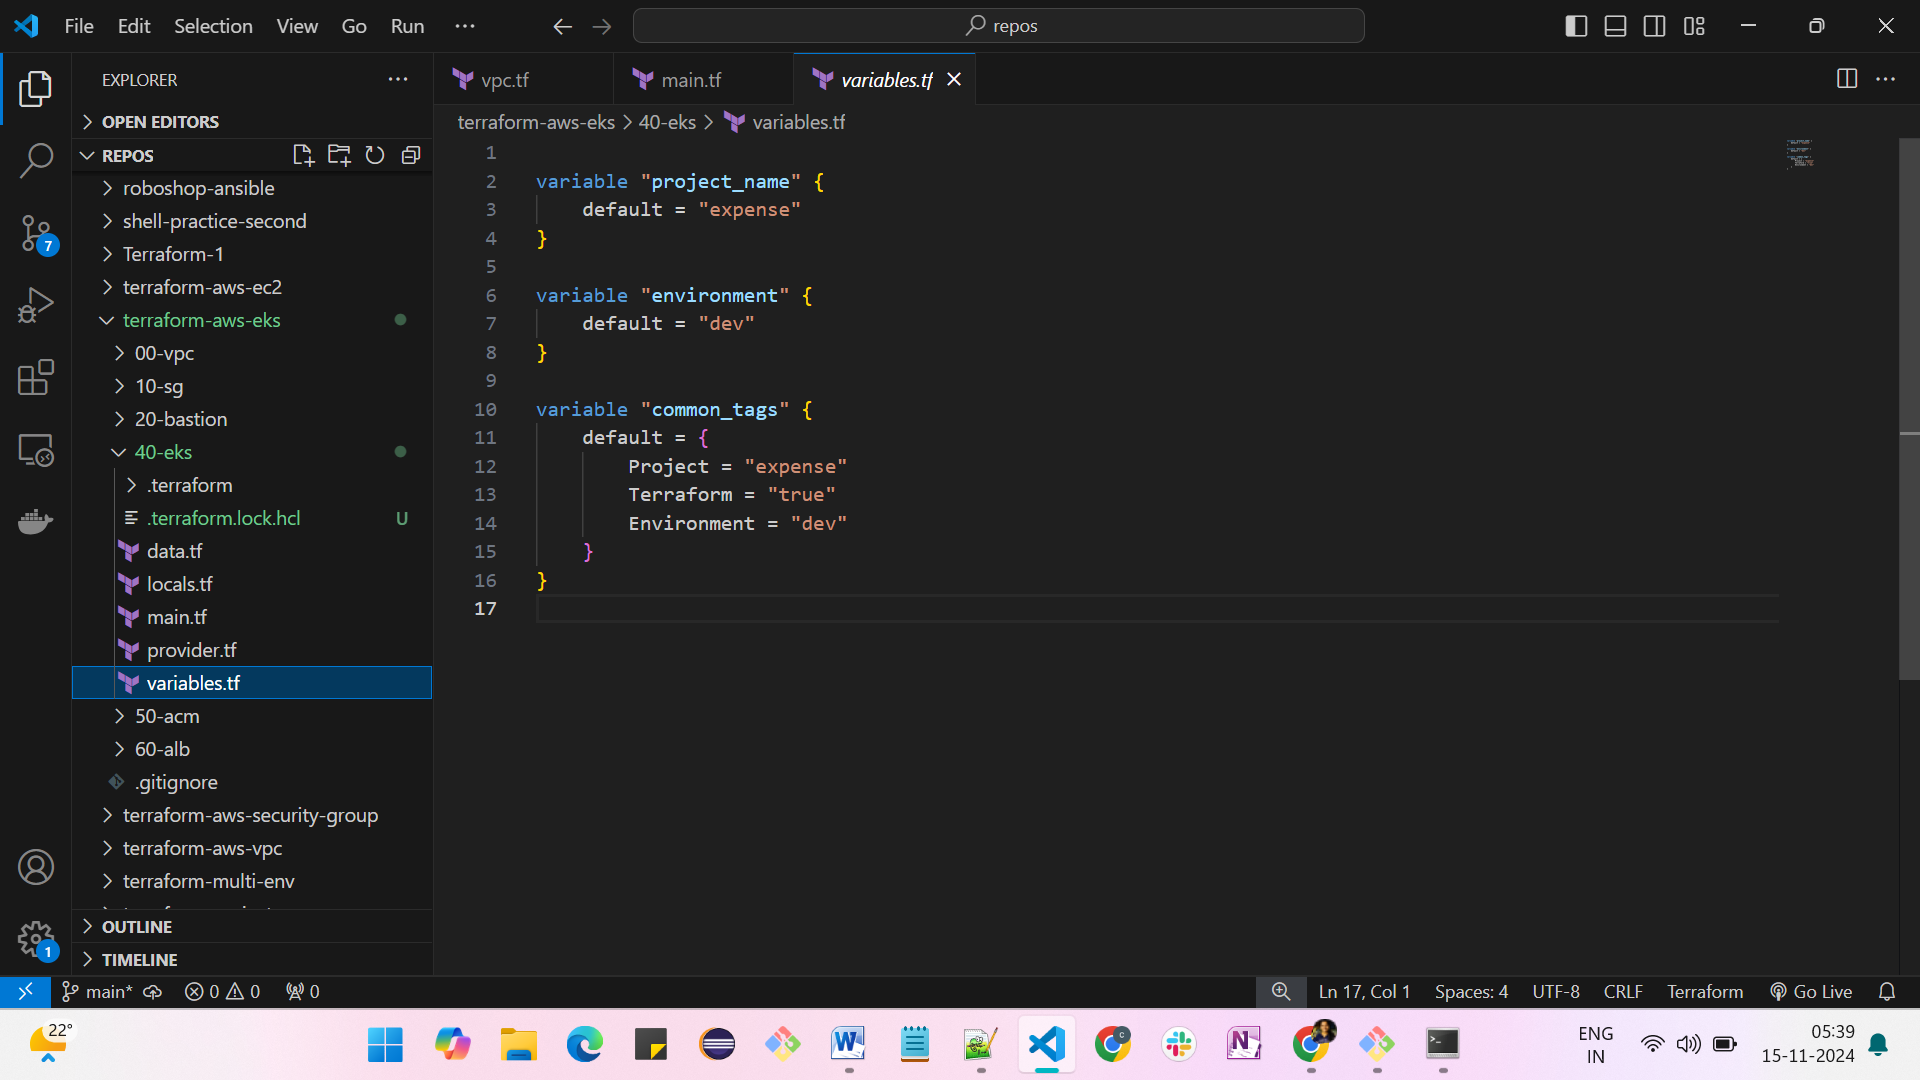 File Edit Selection View Go Run ··· repos
EXPLORER ···
vpc.tf main.tf variables.tf
OPEN EDITORS
terraform-aws-eks > 40-eks > variables.tf
REPOS
roboshop-ansible
shell-practice-second
Terraform-1
terraform-aws-ec2
terraform-aws-eks
00-vpc
10-sg
20-bastion
40-eks
.terraform
.terraform.lock.hcl U
data.tf
locals.tf
main.tf
provider.tf
variables.tf
50-acm
60-alb
.gitignore
terraform-aws-security-group
terraform-aws-vpc
terraform-multi-env
OUTLINE
TIMELINE
7
1
1
2 variable "project_name" {
3 default = "expense"
4 }
5
6 variable "environment" {
7 default = "dev"
8 }
9
10 variable "common_tags" {
11 default = {
12 Project = "expense"
13 Terraform = "true"
14 Environment = "dev"
15 }
16 }
17
main* 0 0 0 Ln 17, Col 1 Spaces: 4 UTF-8 CRLF Terraform Go Live
22° ENG 05:39
IN 15-11-2024